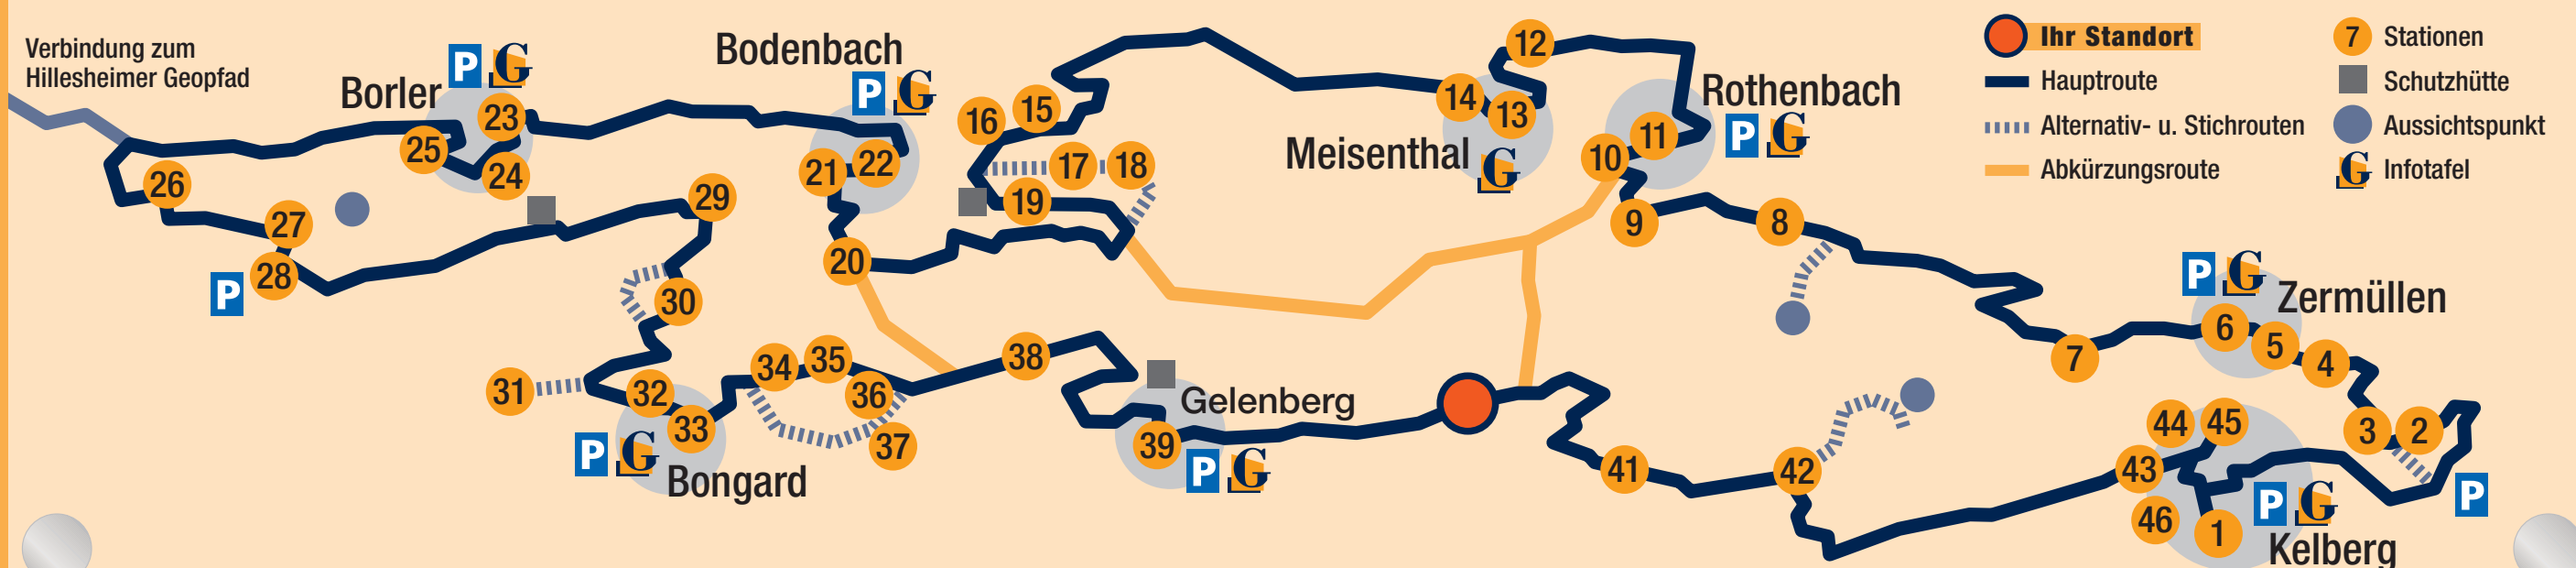 Verbindung zum
Hillesheimer Geopfad
Borler
P G
23
25
24
26
27
28
P
29
30
31
32
33
P G
Bongard
34
35
36
37
38
Bodenbach
P G
21
22
20
16
15
17
18
19
Gelenberg
39
P G
Meisenthal
G
14
13
12
Rothenbach
P G
10
11
9
8
7
Zermüllen
P G
6
5
4
3
2
P
41
42
43
44
45
46
1
P G
Kelberg
Ihr Standort
Hauptroute
Alternativ- u. Stichrouten
Abkürzungsroute
7 Stationen
Schutzhütte
Aussichtspunkt
G Infotafel